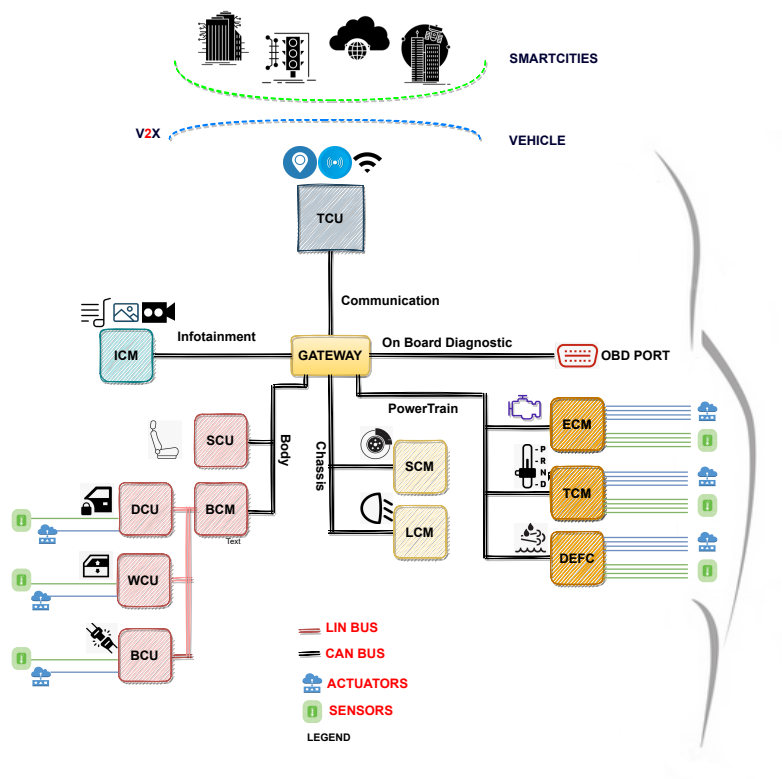 SMARTCITIES
V2X
VEHICLE
TCU
Communication
Infotainment
On Board Diagnostic
ICM
GATEWAY
OBD PORT
PowerTrain
SCU
Body
Chassis
SCM
ECM
P
R
N
D
TCM
DCU
BCM
Text
LCM
DEFC
WCU
BCU
LIN BUS
CAN BUS
ACTUATORS
SENSORS
LEGEND